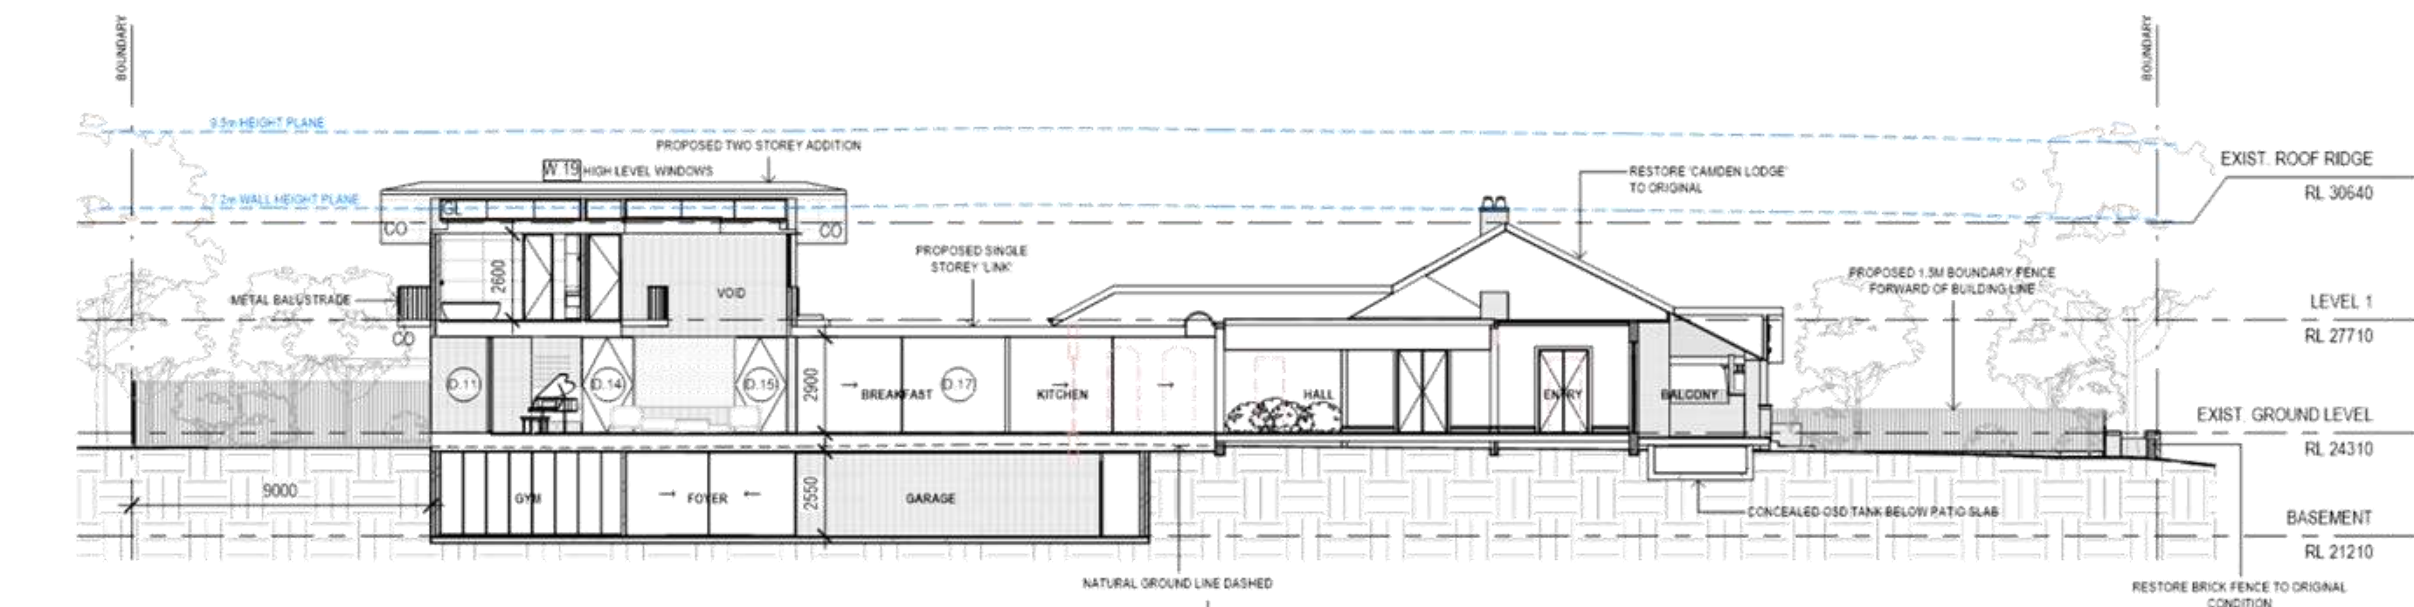 BOUNDARY
BOUNDARY
9.5m HEIGHT PLANE
PROPOSED TWO STOREY ADDITION
W 19 HIGH LEVEL WINDOWS
7.2m WALL HEIGHT PLANE
GL
CO
CO
RESTORE 'CAMDEN LODGE'
TO ORIGINAL
EXIST. ROOF RIDGE
RL 30640
PROPOSED SINGLE
STOREY 'LINK'
2600
VOID
METAL BALUSTRADE
CO
PROPOSED 1.5M BOUNDARY FENCE
FORWARD OF BUILDING LINE
LEVEL 1
RL 27710
D.11
D.14
D.15
2900
BREAKFAST
D.17
KITCHEN
HALL
ENTRY
BALCONY
EXIST. GROUND LEVEL
RL 24310
9000
GYM
FOYER
2550
GARAGE
CONCEALED OSD TANK BELOW PATIO SLAB
BASEMENT
RL 21210
NATURAL GROUND LINE DASHED
RESTORE BRICK FENCE TO ORIGINAL
CONDITION